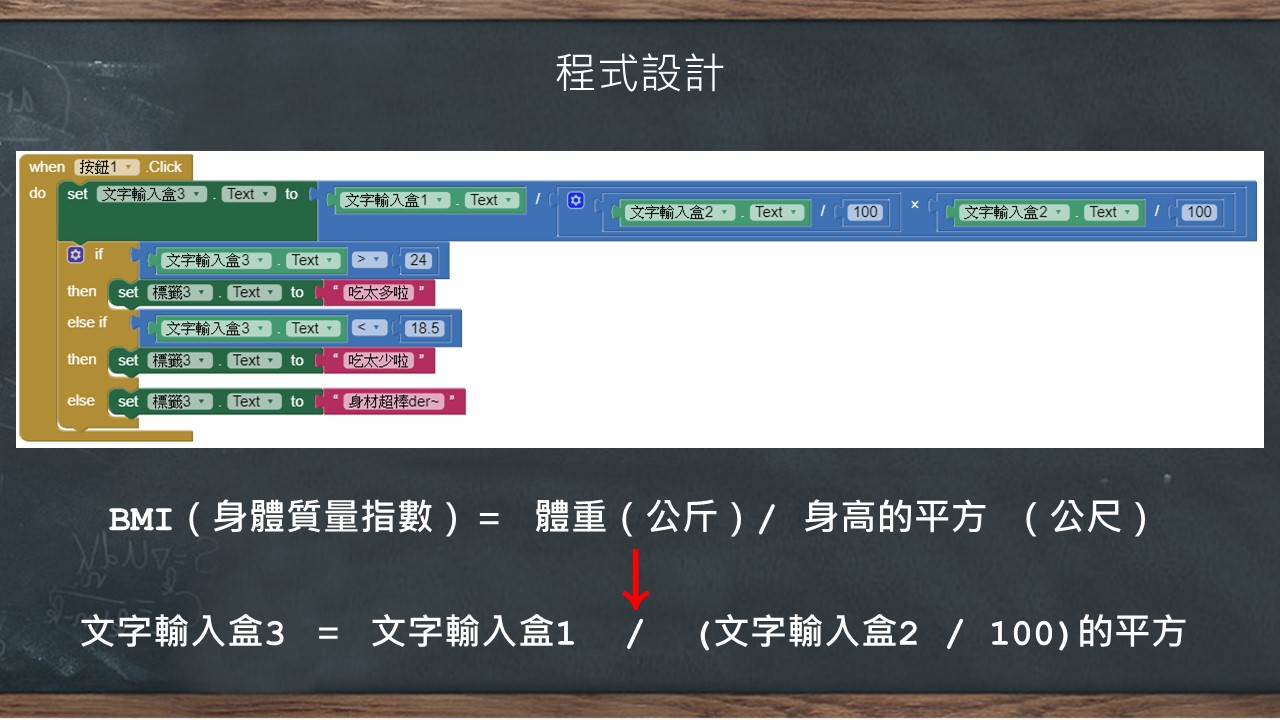 程式設計
when 按鈕1 .Click
do set 文字輸入盒3 . Text to 文字輸入盒1 . Text / 文字輸入盒2 . Text / 100 × 文字輸入盒2 . Text / 100
if 文字輸入盒3 . Text > 24
then set 標籤3 . Text to "吃太多啦"
else if 文字輸入盒3 . Text < 18.5
then set 標籤3 . Text to "吃太少啦"
else set 標籤3 . Text to "身材超棒der~"
BMI(身體質量指數)= 體重(公斤)/ 身高的平方 (公尺)
文字輸入盒3 = 文字輸入盒1 / (文字輸入盒2 / 100)的平方